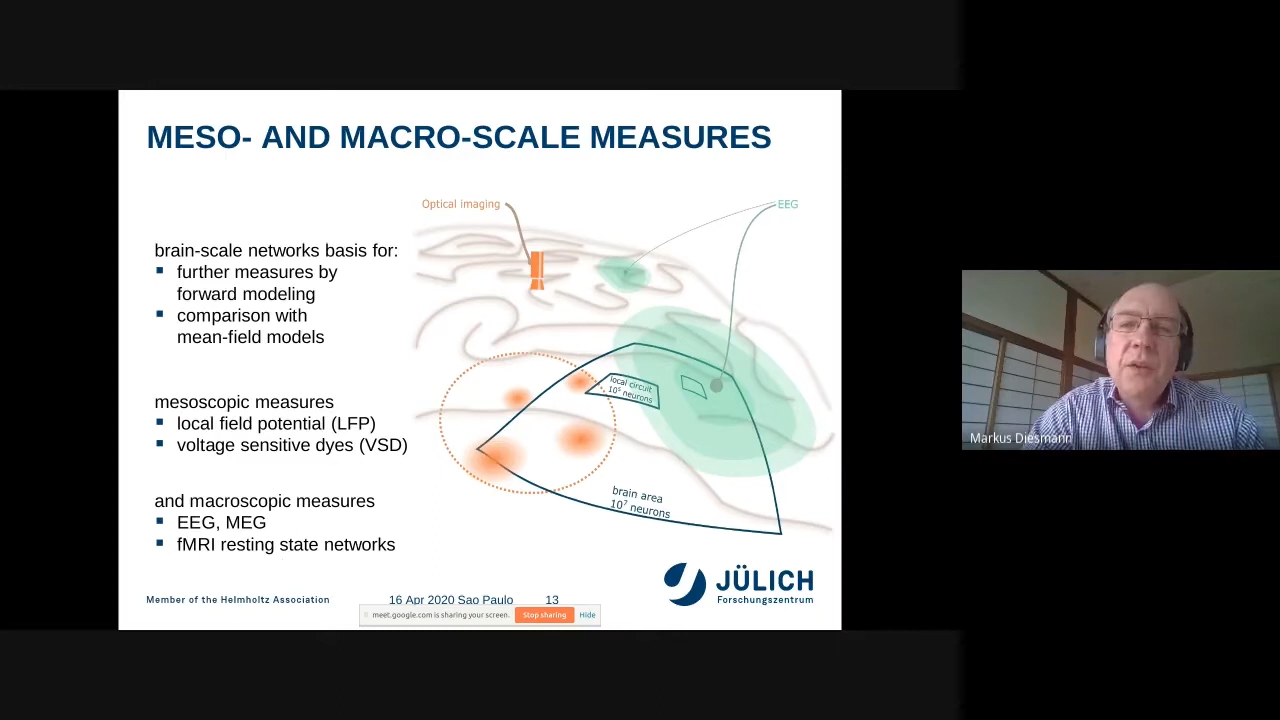 MESO- AND MACRO-SCALE MEASURES
brain-scale networks basis for:
further measures by
forward modeling
comparison with
mean-field models
mesoscopic measures
local field potential (LFP)
voltage sensitive dyes (VSD)
and macroscopic measures
EEG, MEG
fMRI resting state networks
Optical imaging
EEG
local circuit
10⁵ neurons
brain area
10⁷ neurons
JÜLICH
Forschungszentrum
Member of the Helmholtz Association
16 Apr 2020 Sao Paulo
13
meet.google.com is sharing your screen.
Stop sharing
Hide
Markus Diesmann